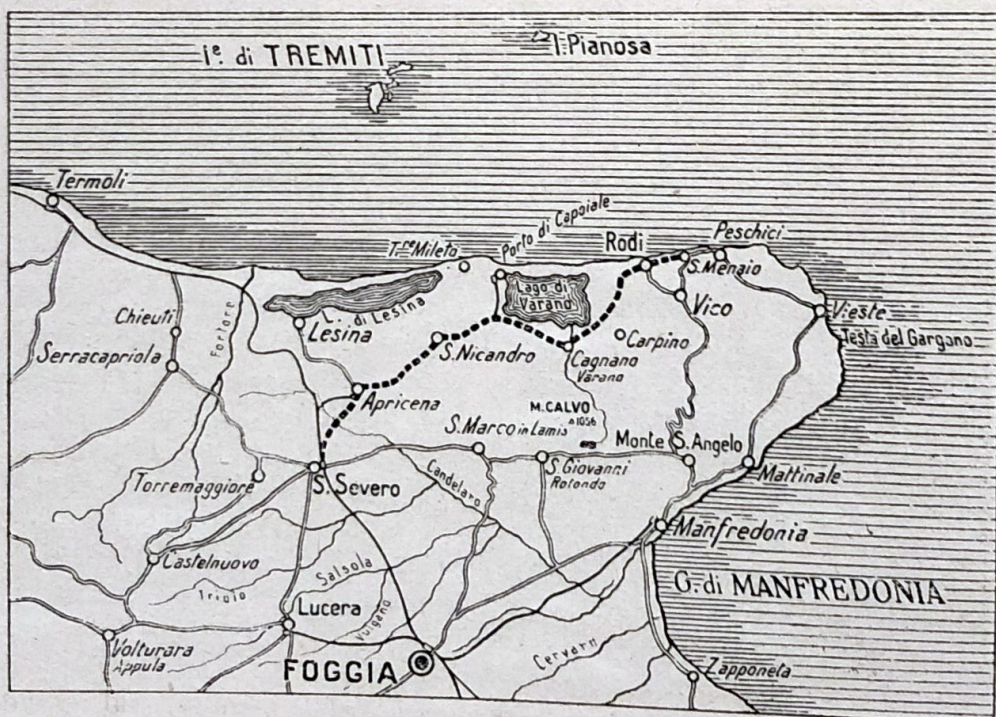 Iᵉ. di TREMITI
I. Pianosa
Termoli
Tʳᵉ Mileto
Porto di Capoiale
Rodi
Peschici
S. Menaio
Lago di
Varano
Vico
Vieste
Testa del Gargano
Chieuti
Fortore
L. di Lesina
Lesina
Serracapriola
S. Nicandro
Carpino
Cagnano
Varano
Apricena
M. CALVO
1056
S. Marco in Lamis
Monte S. Angelo
S. Giovanni
Rotondo
Mattinale
Torremaggiore
S. Severo
Candelaro
Manfredonia
Castelnuovo
Triolo
Salsola
G. di MANFREDONIA
Lucera
Vulgano
Volturara
Appula
FOGGIA
Cervaro
Zapponeta